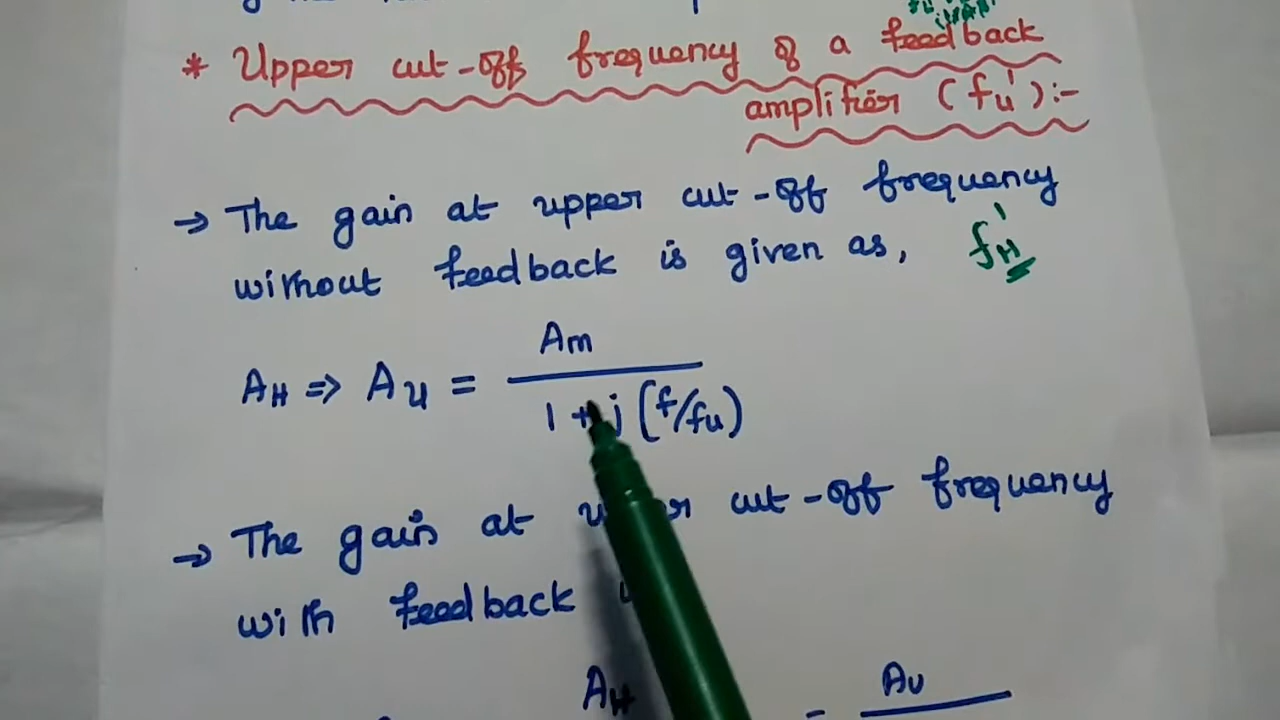 * Upper cut-off frequency of a feedback
amplifier (fu'):-
→ The gain at upper cut-off frequency
without feedback is given as, fH'
AH ⇒ Au = Am / 1 + j (f/fu)
→ The gain at cut-off frequency
with feedback
AH = Au